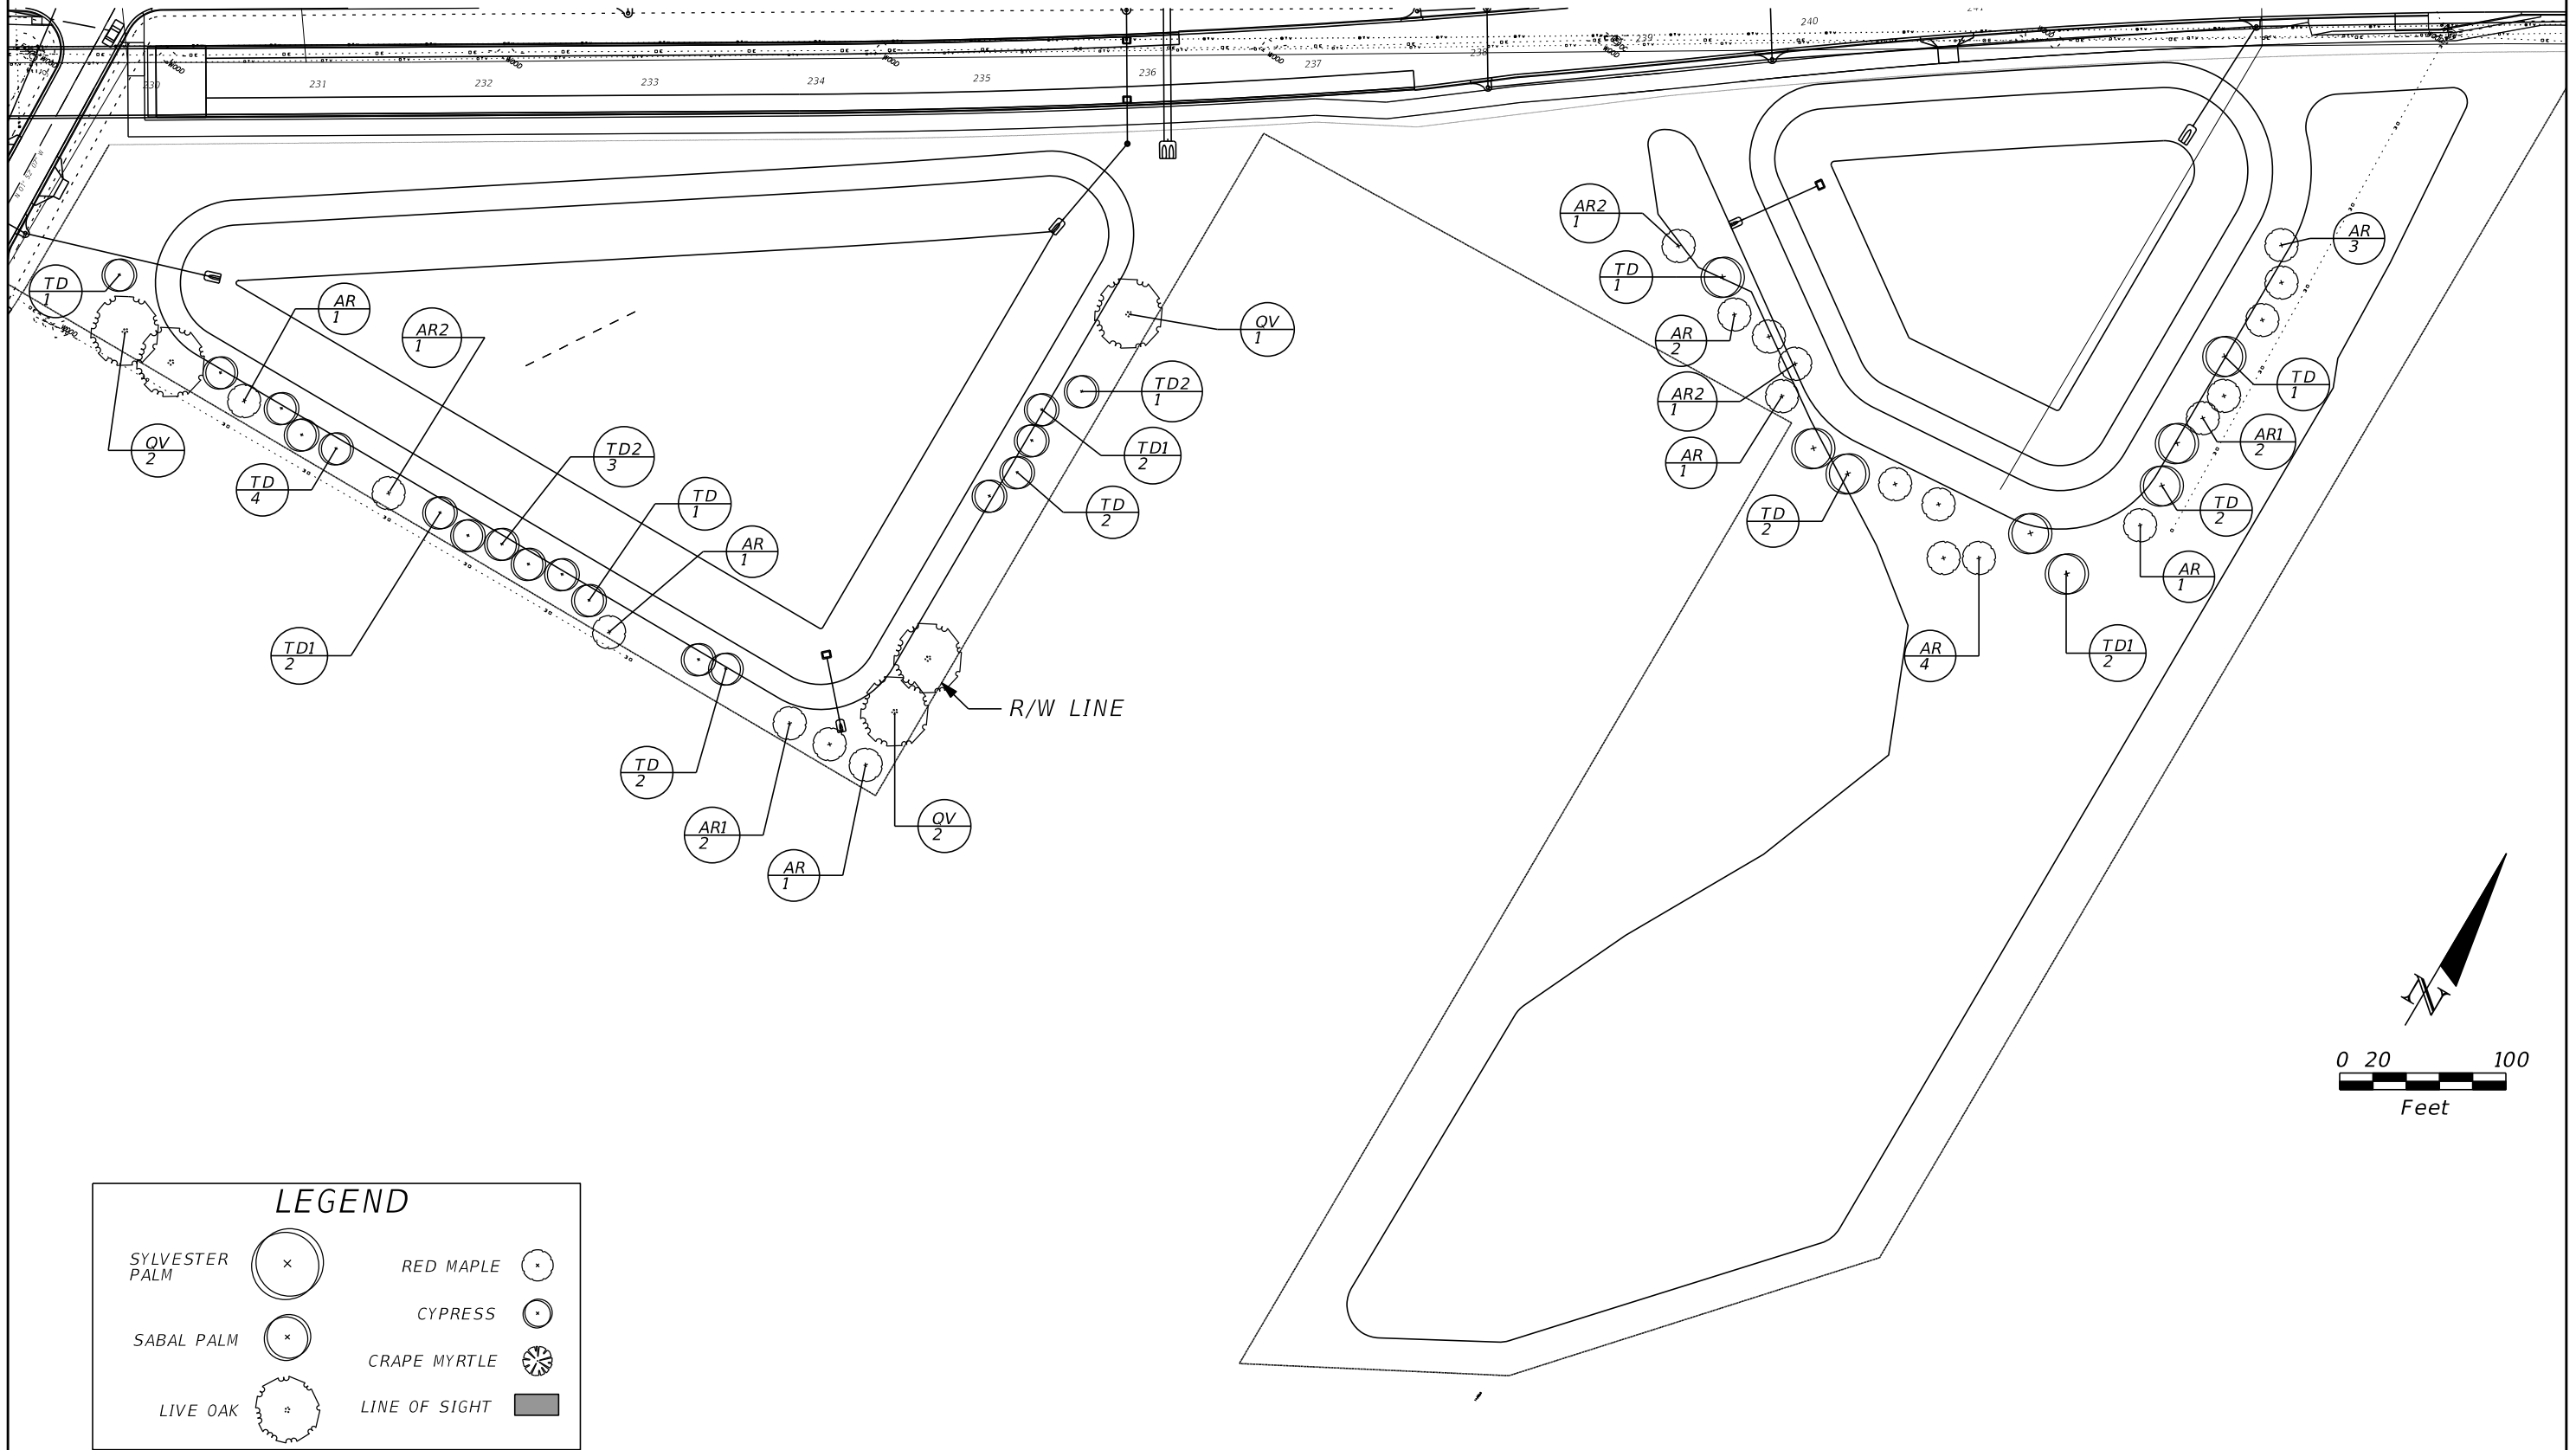 240
239
238
237
236
235
234
233
232
231
230
AR2
1
TD
1
AR
3
TD
1
AR
1
AR2
1
QV
1
AR
2
TD2
1
TD
1
AR2
1
AR1
2
QV
2
TD2
3
TD1
2
AR
1
TD
4
TD
1
TD
2
TD
2
TD
2
AR
1
AR
1
TD1
2
AR
4
TD1
2
R/W LINE
TD
2
AR1
2
QV
2
AR
1
N
0 20 100
Feet
LEGEND
SYLVESTER
PALM
RED MAPLE
CYPRESS
SABAL PALM
CRAPE MYRTLE
LIVE OAK
LINE OF SIGHT